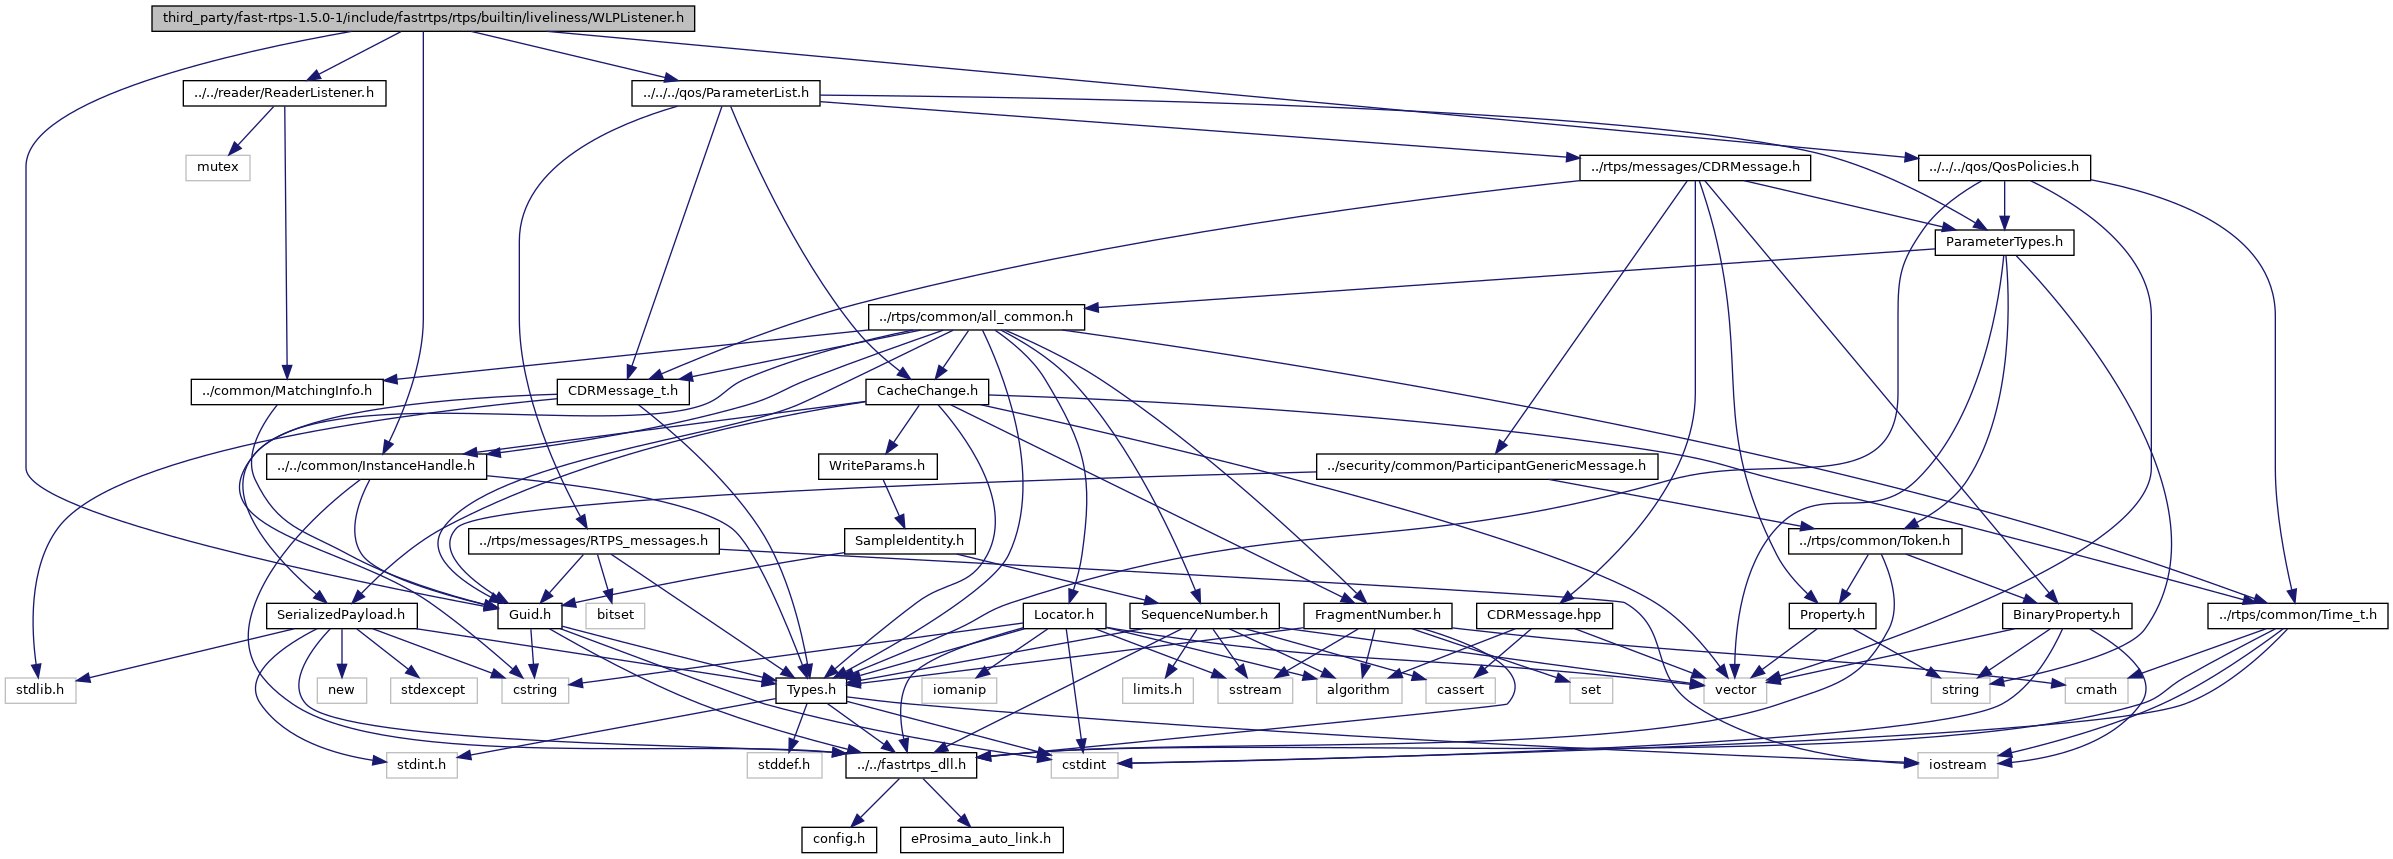 third_party/fast-rtps-1.5.0-1/include/fastrtps/rtps/builtin/liveliness/WLPListener.h
../../reader/ReaderListener.h
../../../qos/ParameterList.h
mutex
../rtps/messages/CDRMessage.h
../../../qos/QosPolicies.h
ParameterTypes.h
../rtps/common/all_common.h
../common/MatchingInfo.h
CDRMessage_t.h
CacheChange.h
../../common/InstanceHandle.h
WriteParams.h
../security/common/ParticipantGenericMessage.h
../rtps/messages/RTPS_messages.h
SampleIdentity.h
../rtps/common/Token.h
SerializedPayload.h
Guid.h
bitset
Locator.h
SequenceNumber.h
FragmentNumber.h
CDRMessage.hpp
Property.h
BinaryProperty.h
../rtps/common/Time_t.h
stdlib.h
new
stdexcept
cstring
Types.h
iomanip
limits.h
sstream
algorithm
cassert
set
vector
string
cmath
stdint.h
stddef.h
../../fastrtps_dll.h
cstdint
iostream
config.h
eProsima_auto_link.h